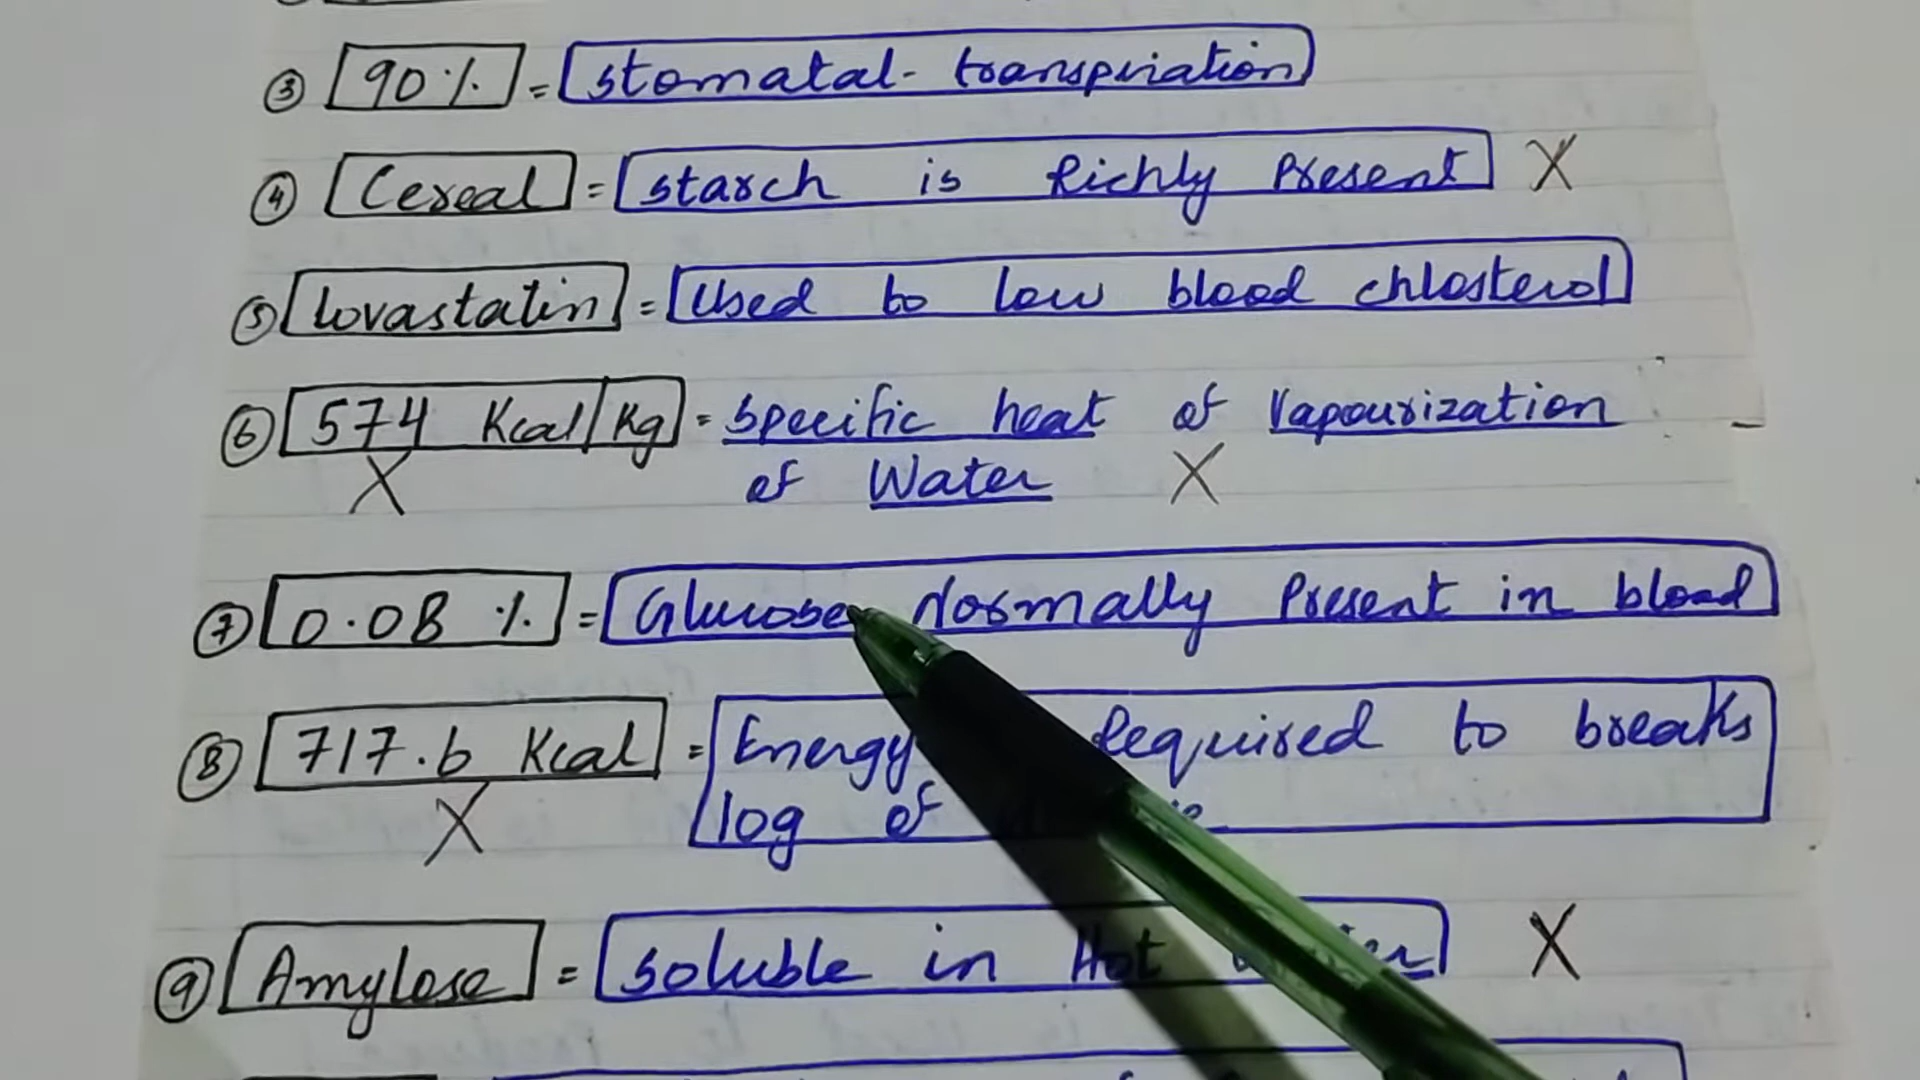 ③ 90% = stomatal- transpiration
④ Cereal = starch is Richly Present X
⑤ lovastatin = Used to low blood chlosterol
⑥ 574 Kcal/Kg = specific heat of Vapourization
X of Water X
⑦ 0.08 % = Glucose Normally Present in blood
⑧ 717.6 Kcal = Energy Required to breaks
X log of
⑨ Amylose = soluble in Hot X